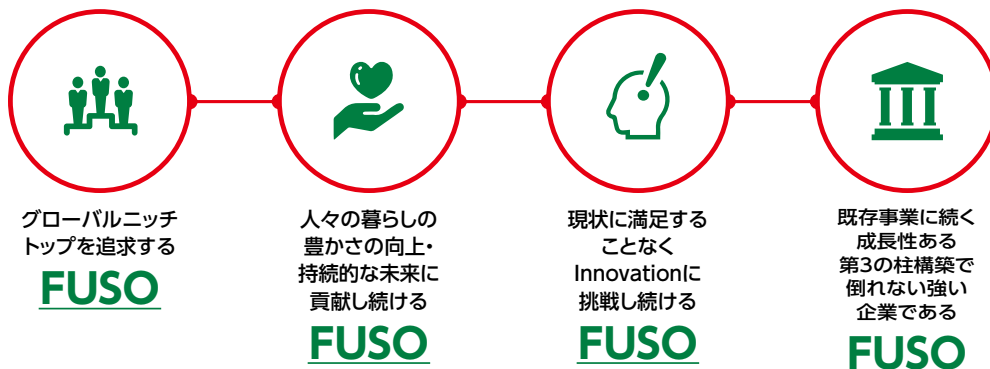 グローバルニッチ
トップを追求する
FUSO
人々の暮らしの
豊かさの向上・
持続的な未来に
貢献し続ける
FUSO
現状に満足する
ことなく
Innovationに
挑戦し続ける
FUSO
既存事業に続く
成長性ある
第3の柱構築で
倒れない強い
企業である
FUSO